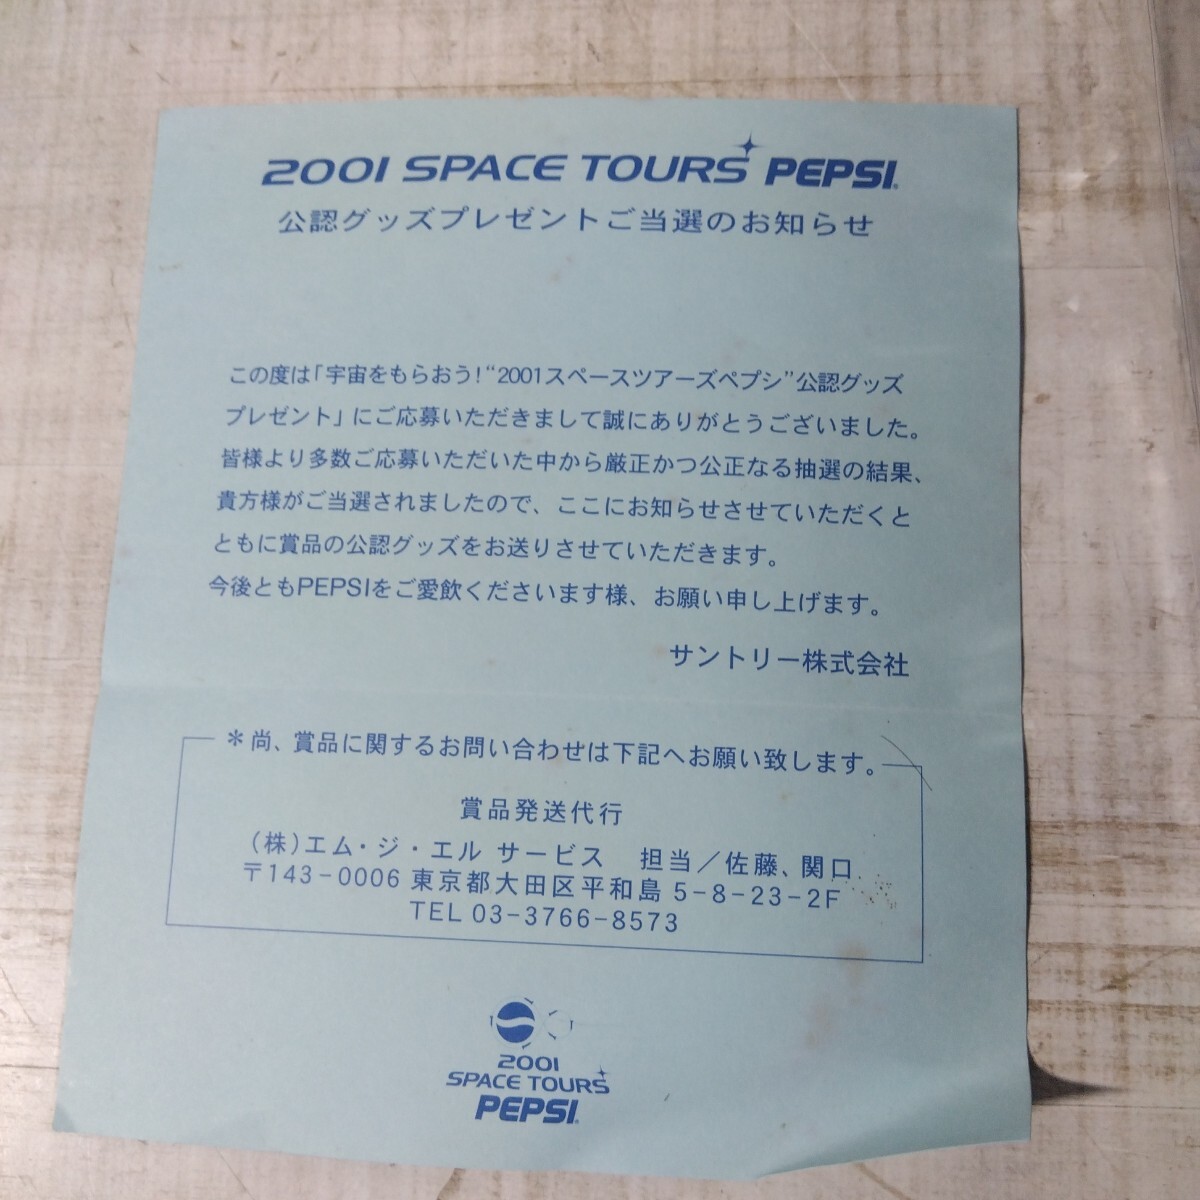 2001 SPACE TOURS PEPSI.
公認グッズプレゼントご当選のお知らせ
この度は「宇宙をもらおう!“2001スペースツアーズペプシ”公認グッズ
プレゼント」にご応募いただきまして誠にありがとうございました。
皆様より多数ご応募いただいた中から厳正かつ公正なる抽選の結果、
貴方様がご当選されましたので、ここにお知らせさせていただくと
ともに賞品の公認グッズをお送りさせていただきます。
今後ともPEPSIをご愛飲くださいます様、お願い申し上げます。
サントリー株式会社
＊尚、賞品に関するお問い合わせは下記へお願い致します。
賞品発送代行
(株)エム・ジ・エル サービス 担当／佐藤、関口
〒143-0006 東京都大田区平和島 5-8-23-2F
TEL 03-3766-8573
2001
SPACE TOURS
PEPSI.